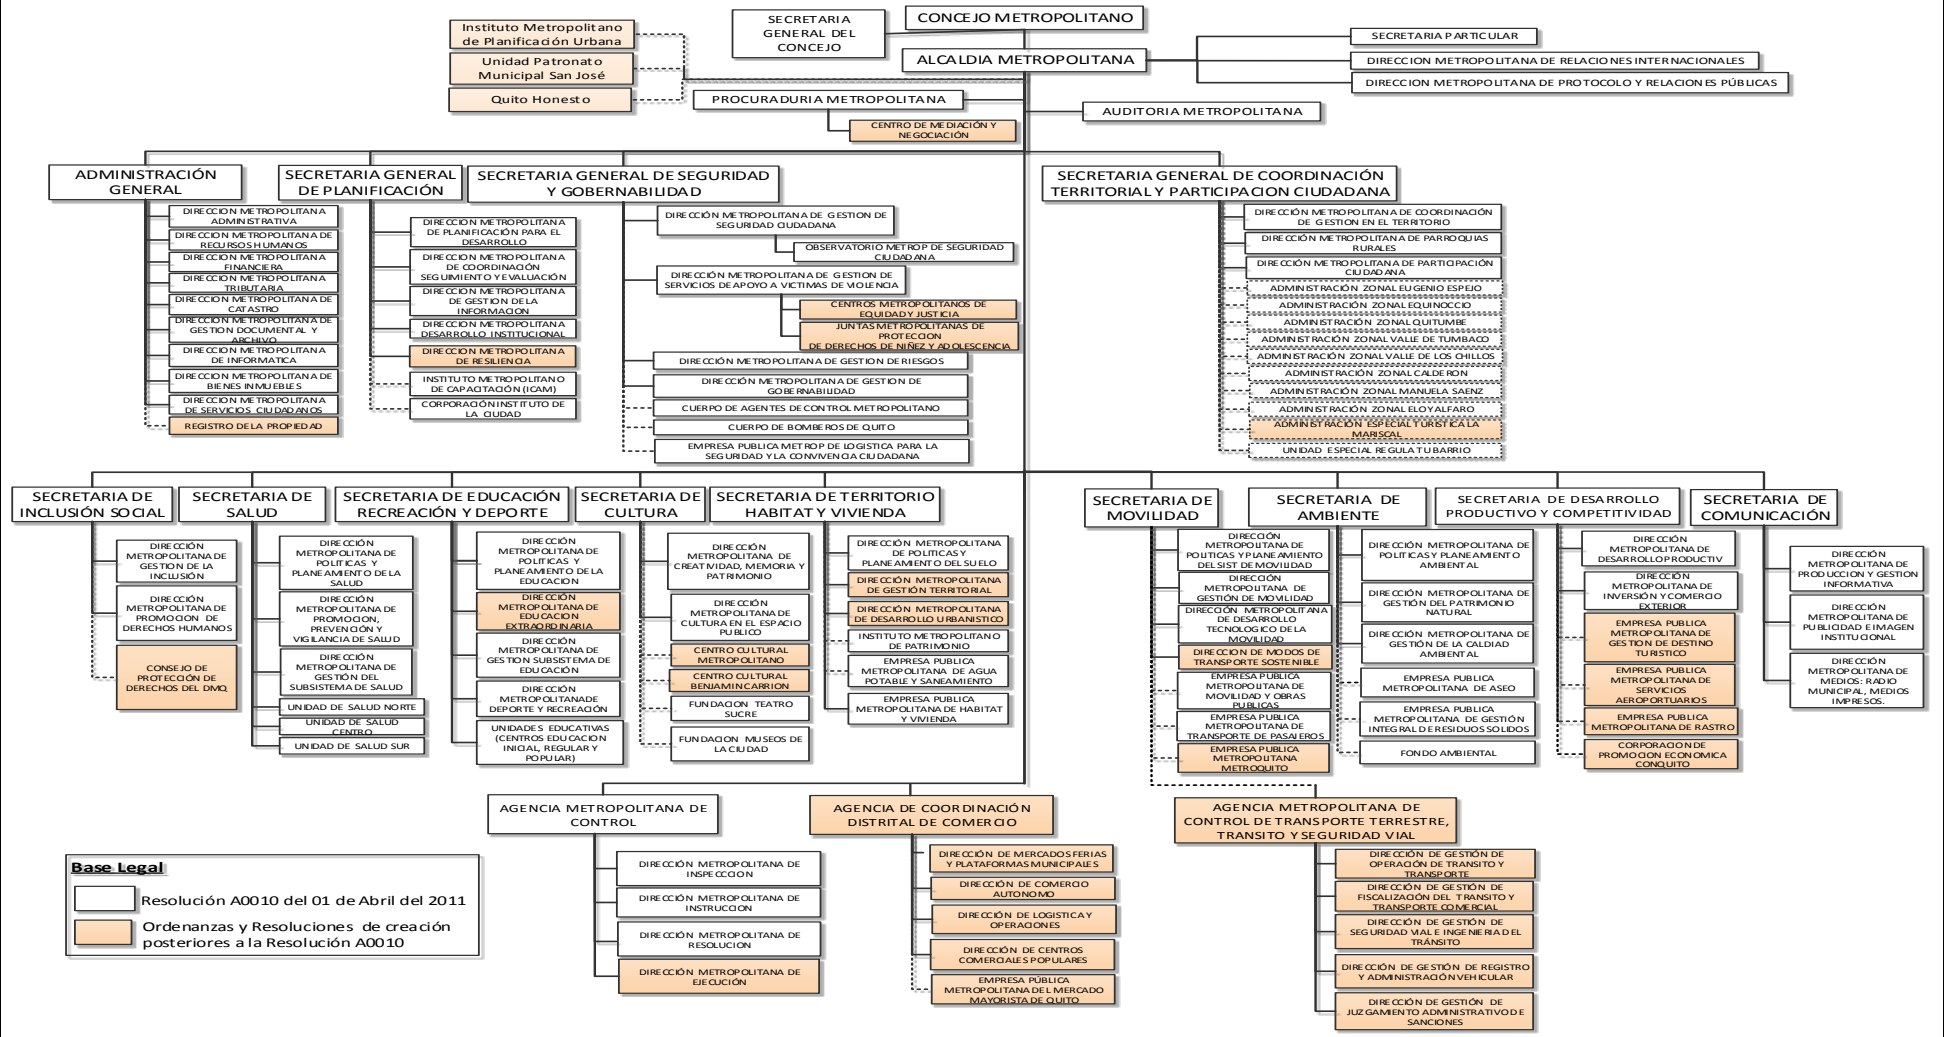 SECRETARIA
GENERAL DEL
CONCEJO
CONCEJO METROPOLITANO
ALCALDIA METROPOLITANA
Instituto Metropolitano
de Planificación Urbana
Unidad Patronato
Municipal San José
Quito Honesto
SECRETARIA PARTICULAR
DIRECCION METROPOLITANA DE RELACIONES INTERNACIONALES
DIRECCION METROPOLITANA DE PROTOCOLO Y RELACIONES PÚBLICAS
PROCURADURIA METROPOLITANA
AUDITORIA METROPOLITANA
CENTRO DE MEDIACIÓN Y
NEGOCIACIÓN
ADMINISTRACIÓN
GENERAL
DIRECCION METROPOLITANA
ADMINISTRATIVA
DIRECCION METROPOLITANA DE
RECURSOS HUMANOS
DIRECCION METROPOLITANA
FINANCIERA
DIRECCION METROPOLITANA
TRIBUTARIA
DIRECCION METROPOLITANA DE
CATASTRO
DIRECCION METROPOLITANA DE
GESTION DOCUMENTAL Y
ARCHIVO
DIRECCION METROPOLITANA
DE INFORMATICA
DIRECCION METROPOLITANA DE
BIENES INMUEBLES
DIRECCION METROPOLITANA
DE SERVICIOS CIUDADANOS
REGISTRO DE LA PROPIEDAD
SECRETARIA GENERAL
DE PLANIFICACIÓN
DIRECCION METROPOLITANA
DE PLANIFICACIÓN PARA EL
DESARROLLO
DIRECCION METROPOLITANA
DE COORDINACIÓN
SEGUIMIENTO Y EVALUACIÓN
DIRECCION METROPOLITANA
DE GESTION DE LA
INFORMACION
DIRECCION METROPOLITANA
DESARROLLO INSTITUCIONAL
DIRECCION METROPOLITANA
DE RESILIENCIA
INSTITUTO METROPOLITANO
DE CAPACITACIÓN (ICAM)
CORPORACIÓN INSTITUTO DE
LA CIUDAD
SECRETARIA GENERAL DE SEGURIDAD
Y GOBERNABILIDAD
DIRECCIÓN METROPOLITANA DE GESTION DE
SEGURIDAD CIUDADANA
OBSERVATORIO METROP DE SEGURIDAD
CIUDADANA
DIRECCIÓN METROPOLITANA DE GESTION DE
SERVICIOS DE APOYO A VICTIMAS DE VIOLENCIA
CENTROS METROPOLITANOS DE
EQUIDAD Y JUSTICIA
JUNTAS METROPOLITANAS DE
PROTECCION
DE DERECHOS DE NIÑEZ Y ADOLESCENCIA
DIRECCIÓN METROPOLITANA DE GESTION DE RIESGOS
DIRECCIÓN METROPOLITANA DE GESTION DE
GOBERNABILIDAD
CUERPO DE AGENTES DE CONTROL METROPOLITANO
CUERPO DE BOMBEROS DE QUITO
EMPRESA PUBLICA METROP DE LOGISTICA PARA LA
SEGURIDAD Y LA CONVIVENCIA CIUDADANA
SECRETARIA GENERAL DE COORDINACIÓN
TERRITORIAL Y PARTICIPACION CIUDADANA
DIRECCIÓN METROPOLITANA DE COORDINACIÓN
DE GESTION EN EL TERRITORIO
DIRECCIÓN METROPOLITANA DE PARROQUIAS
RURALES
DIRECCIÓN METROPOLITANA DE PARTICIPACIÓN
CIUDADANA
ADMINISTRACIÓN ZONAL EUGENIO ESPEJO
ADMINISTRACIÓN ZONAL EQUINOCCIO
ADMINISTRACIÓN ZONAL QUITUMBE
ADMINISTRACIÓN ZONAL VALLE DE TUMBACO
ADMINISTRACIÓN ZONAL VALLE DE LOS CHILLOS
ADMINISTRACIÓN ZONAL CALDERON
ADMINISTRACIÓN ZONAL MANUELA SAENZ
ADMINISTRACIÓN ZONAL ELOY ALFARO
ADMINISTRACIÓN ESPECIAL TURISTICA LA
MARISCAL
UNIDAD ESPECIAL REGULA TU BARRIO
SECRETARIA DE
INCLUSIÓN SOCIAL
DIRECCIÓN
METROPOLITANA DE
GESTION DE LA
INCLUSIÓN
DIRECCIÓN
METROPOLITANA DE
PROMOCION DE
DERECHOS HUMANOS
CONSEJO DE
PROTECCIÓN DE
DERECHOS DEL DMQ
SECRETARIA DE
SALUD
DIRECCIÓN
METROPOLITANA DE
POLITICAS Y
PLANEAMIENTO DE LA
SALUD
DIRECCIÓN
METROPOLITANA DE
PROMOCION,
PREVENCIÓN Y
VIGILANCIA DE SALUD
DIRECCIÓN
METROPOLITANA DE
GESTIÓN DEL
SUBSISTEMA DE SALUD
UNIDAD DE SALUD NORTE
UNIDAD DE SALUD
CENTRO
UNIDAD DE SALUD SUR
SECRETARIA DE EDUCACIÓN
RECREACIÓN Y DEPORTE
DIRECCIÓN
METROPOLITANA DE
POLITICAS Y
PLANEAMIENTO DE LA
EDUCACION
DIRECCIÓN
METROPOLITANA DE
EDUCACION
EXTRAORDINARIA
DIRECCIÓN
METROPOLITANA DE
GESTION SUBSISTEMA DE
EDUCACIÓN
DIRECCIÓN
METROPOLITANA DE
DEPORTE Y RECREACIÓN
UNIDADES EDUCATIVAS
(CENTROS EDUCACION
INICIAL, REGULAR Y
POPULAR)
SECRETARIA DE
CULTURA
DIRECCIÓN
METROPOLITANA DE
CREATIVIDAD, MEMORIA Y
PATRIMONIO
DIRECCIÓN
METROPOLITANA DE
CULTURA EN EL ESPACIO
PUBLICO
CENTRO CULTURAL
METROPOLITANO
CENTRO CULTURAL
BENJAMIN CARRION
FUNDACION TEATRO
SUCRE
FUNDACION MUSEOS DE
LA CIUDAD
SECRETARIA DE TERRITORIO
HABITAT Y VIVIENDA
DIRECCIÓN METROPOLITANA
DE POLITICAS Y
PLANEAMIENTO DEL SUELO
DIRECCIÓN METROPOLITANA
DE GESTIÓN TERRITORIAL
DIRECCIÓN METROPOLITANA
DE DESARROLLO URBANISTICO
INSTITUTO METROPOLITANO
DE PATRIMONIO
EMPRESA PUBLICA
METROPOLITANA DE AGUA
POTABLE Y SANEAMIENTO
EMPRESA PUBLICA
METROPOLITANA DE HABITAT
Y VIVIENDA
SECRETARIA DE
MOVILIDAD
DIRECCIÓN
METROPOLITANA DE
POLITICAS Y PLANEAMIENTO
DEL SIST DE MOVILIDAD
DIRECCIÓN
METROPOLITANA DE
GESTIÓN DE MOVILIDAD
DIRECCIÓN METROPOLITANA
DE DESARROLLO
TECNOLOGICO DE LA
MOVILIDAD
DIRECCION DE MODOS DE
TRANSPORTE SOSTENIBLE
EMPRESA PUBLICA
METROPOLITANA DE
MOVILIDAD Y OBRAS
PUBLICAS
EMPRESA PUBLICA
METROPOLITANA DE
TRANSPORTE DE PASAJEROS
EMPRESA PUBLICA
METROPOLITANA
METROQUITO
SECRETARIA DE
AMBIENTE
DIRECCIÓN METROPOLITANA DE
POLITICAS Y PLANEAMIENTO
AMBIENTAL
DIRECCIÓN METROPOLITANA DE
GESTIÓN DEL PATRIMONIO
NATURAL
DIRECCIÓN METROPOLITANA DE
GESTIÓN DE LA CALDIAD
AMBIENTAL
EMPRESA PUBLICA
METROPOLITANA DE ASEO
EMPRESA PUBLICA
METROPOLITANA DE GESTIÓN
INTEGRAL DE RESIDUOS SOLIDOS
FONDO AMBIENTAL
SECRETARIA DE DESARROLLO
PRODUCTIVO Y COMPETITIVIDAD
DIRECCIÓN
METROPOLITANA DE
DESARROLLO PRODUCTIV
DIRECCIÓN
METROPOLITANA DE
INVERSIÓN Y COMERCIO
EXTERIOR
EMPRESA PUBLICA
METROPOLITANA DE
GESTION DE DESTINO
TURISTICO
EMPRESA PUBLICA
METROPOLITANA DE
SERVICIOS
AEROPORTUARIOS
EMPRESA PUBLICA
METROPOLITANA DE RASTRO
CORPORACION DE
PROMOCION ECONOMICA
CONQUITO
SECRETARIA DE
COMUNICACIÓN
DIRECCIÓN
METROPOLITANA DE
PRODUCCION Y GESTION
INFORMATIVA
DIRECCIÓN
METROPOLITANA DE
PUBLICIDAD E IMAGEN
INSTITUCIONAL
DIRECCIÓN
METROPOLITANA DE
MEDIOS: RADIO
MUNICIPAL, MEDIOS
IMPRESOS.
AGENCIA METROPOLITANA DE
CONTROL
DIRECCIÓN METROPOLITANA DE
INSPECCCION
DIRECCIÓN METROPOLITANA DE
INSTRUCCION
DIRECCIÓN METROPOLITANA DE
RESOLUCION
DIRECCIÓN METROPOLITANA DE
EJECUCIÓN
AGENCIA DE COORDINACIÓN
DISTRITAL DE COMERCIO
DIRECCIÓN DE MERCADOS FERIAS
Y PLATAFORMAS MUNICIPALES
DIRECCIÓN DE COMERCIO
AUTONOMO
DIRECCIÓN DE LOGISTICA Y
OPERACIONES
DIRECCIÓN DE CENTROS
COMERCIALES POPULARES
EMPRESA PÚBLICA
METROPOLITANA DEL MERCADO
MAYORISTA DE QUITO
AGENCIA METROPOLITANA DE
CONTROL DE TRANSPORTE TERRESTRE,
TRANSITO Y SEGURIDAD VIAL
DIRECCIÓN DE GESTIÓN DE
OPERACIÓN DE TRANSITO Y
TRANSPORTE
DIRECCIÓN DE GESTIÓN DE
FISCALIZACIÓN DEL TRANSITO Y
TRANSPORTE COMERCIAL
DIRECCIÓN DE GESTIÓN DE
SEGURIDAD VIAL E INGENIERIA DEL
TRÁNSITO
DIRECCIÓN DE GESTIÓN DE REGISTRO
Y ADMINISTRACIÓN VEHICULAR
DIRECCIÓN DE GESTIÓN DE
JUZGAMIENTO ADMINISTRATIVO DE
SANCIONES
Base Legal
Resolución A0010 del 01 de Abril del 2011
Ordenanzas y Resoluciones de creación
posteriores a la Resolución A0010